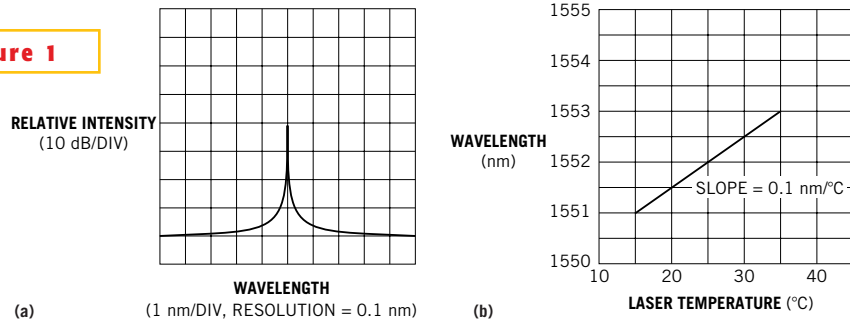 ure 1
RELATIVE INTENSITY
(10 dB/DIV)
WAVELENGTH
(1 nm/DIV, RESOLUTION = 0.1 nm)
(a)
1555
1554
1553
1552
1551
1550
WAVELENGTH
(nm)
SLOPE = 0.1 nm/°C
10 20 30 40
LASER TEMPERATURE (°C)
(b)